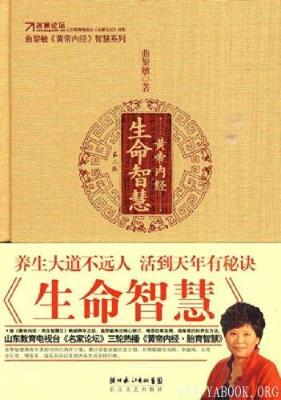 名家论坛
曲黎敏《黄帝内经》智慧系列
曲黎敏 著
黄帝内经
生命智慧
第二版
养生大道不远人 活到天年有秘诀
《生命智慧》
山东教育电视台《名家论坛》三轮热播《黄帝内经·胎育智慧》
长江文艺出版社
WWW.YABOOK.ORG